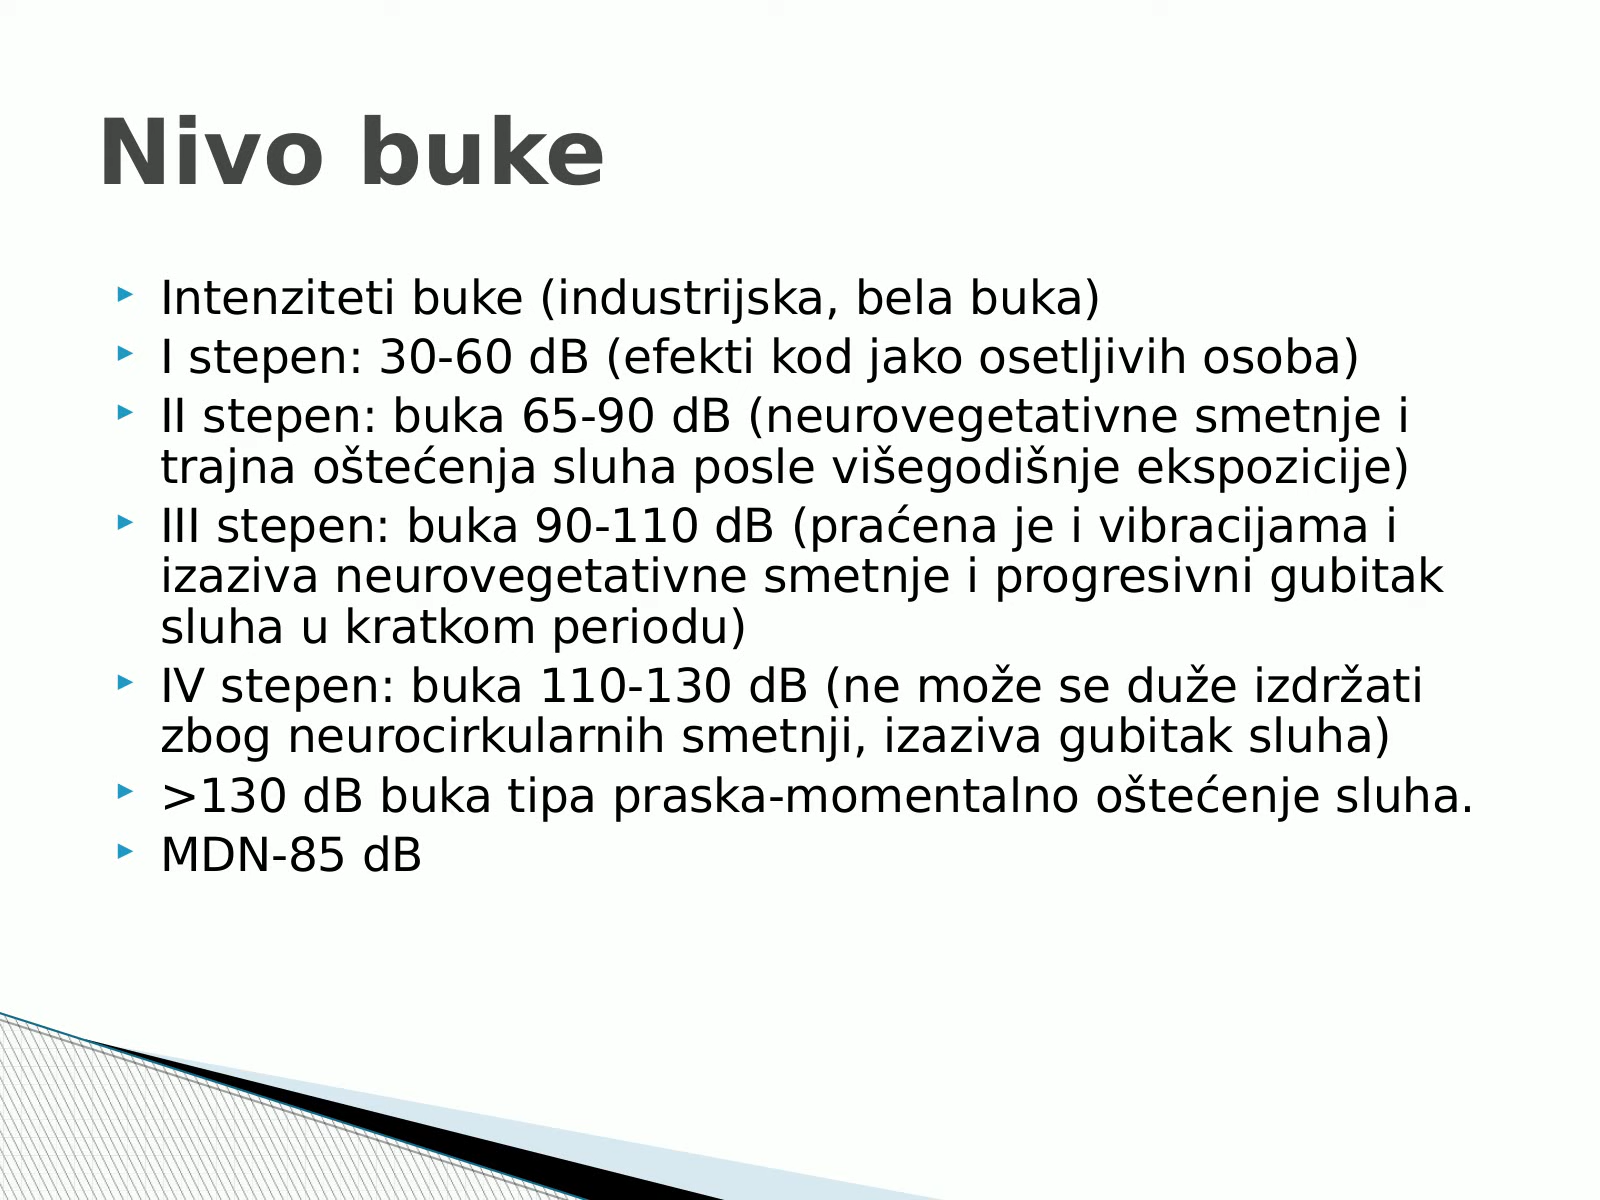 Nivo buke
Intenziteti buke (industrijska, bela buka)
I stepen: 30-60 dB (efekti kod jako osetljivih osoba)
II stepen: buka 65-90 dB (neurovegetativne smetnje i
trajna oštećenja sluha posle višegodišnje ekspozicije)
III stepen: buka 90-110 dB (praćena je i vibracijama i
izaziva neurovegetativne smetnje i progresivni gubitak
sluha u kratkom periodu)
IV stepen: buka 110-130 dB (ne može se duže izdržati
zbog neurocirkularnih smetnji, izaziva gubitak sluha)
>130 dB buka tipa praska-momentalno oštećenje sluha.
MDN-85 dB